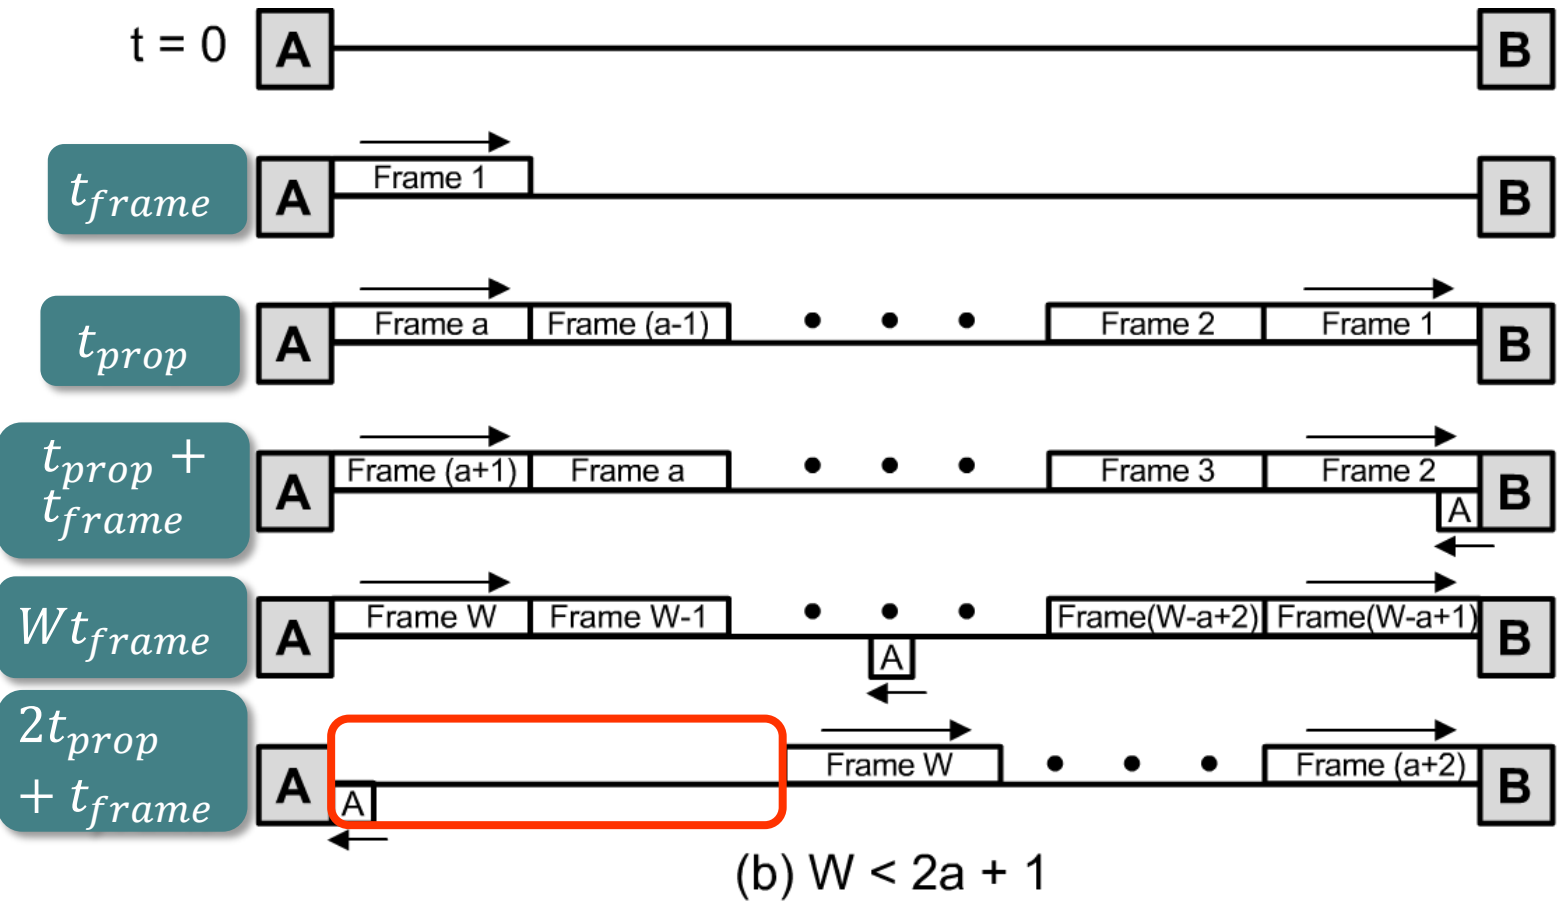 t = 0 A B
t_frame A Frame 1 B
t_prop A Frame a Frame (a-1) • • • Frame 2 Frame 1 B
t_prop +
t_frame A Frame (a+1) Frame a • • • Frame 3 Frame 2 B
A
Wt_frame A Frame W Frame W-1 • • • Frame(W-a+2) Frame(W-a+1) B
A
2t_prop
+ t_frame A Frame W • • • Frame (a+2) B
A
(b) W < 2a + 1